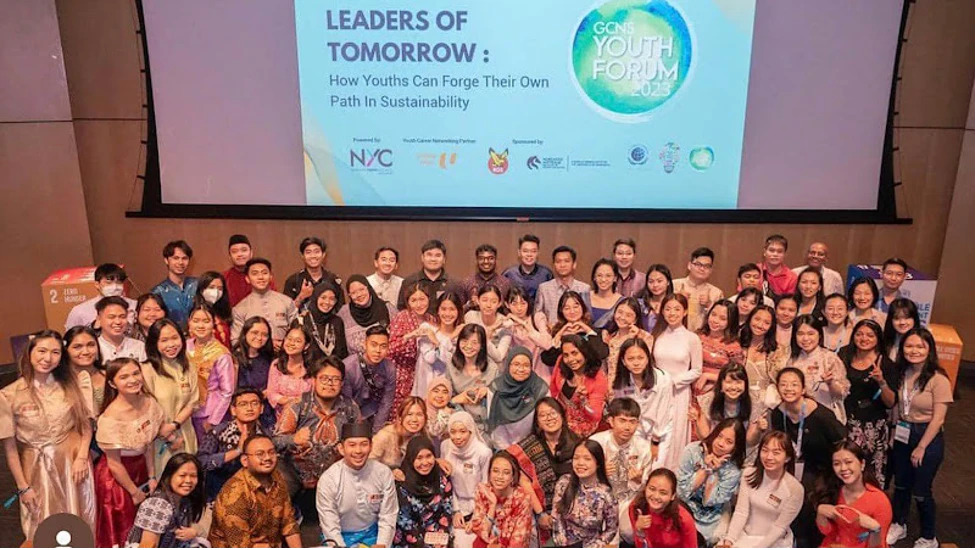 LEADERS OF
TOMORROW :
How Youths Can Forge Their Own
Path In Sustainability
GCNS
YOUTH
FORUM
2023
Powered by:
Youth Career Networking Partner
Sponsored by
NYC
2 ZERO
HUNGER